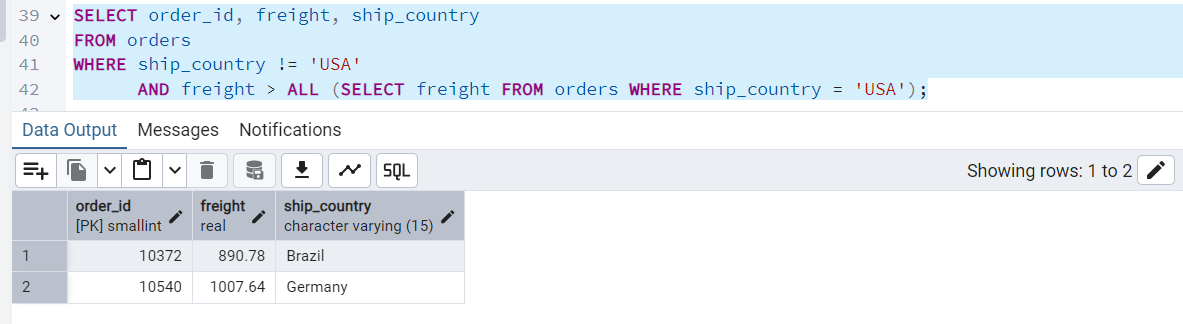 39 SELECT order_id, freight, ship_country
40 FROM orders
41 WHERE ship_country != 'USA'
42 AND freight > ALL (SELECT freight FROM orders WHERE ship_country = 'USA');
Data Output Messages Notifications
SQL Showing rows: 1 to 2
order_id freight ship_country
[PK] smallint real character varying (15)
1 10372 890.78 Brazil
2 10540 1007.64 Germany